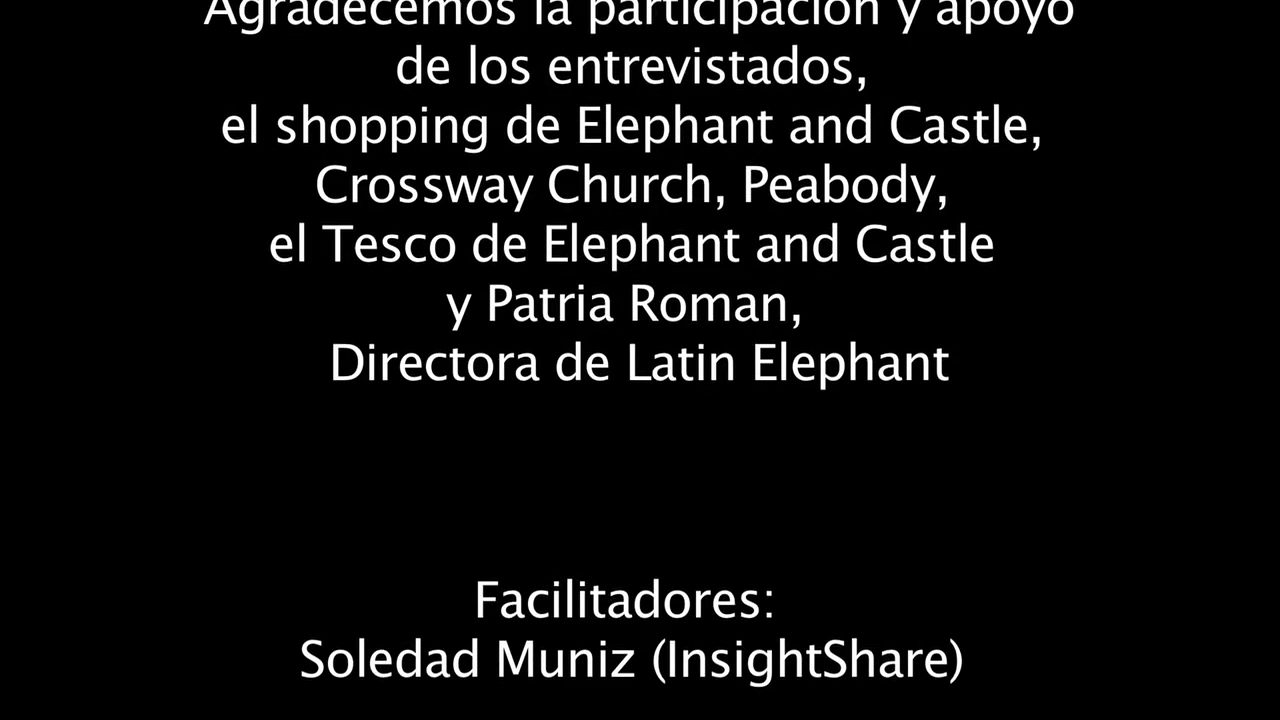 Agradecemos la participación y apoyo
de los entrevistados,
el shopping de Elephant and Castle,
Crossway Church, Peabody,
el Tesco de Elephant and Castle
y Patria Roman,
Directora de Latin Elephant
Facilitadores:
Soledad Muniz (InsightShare)